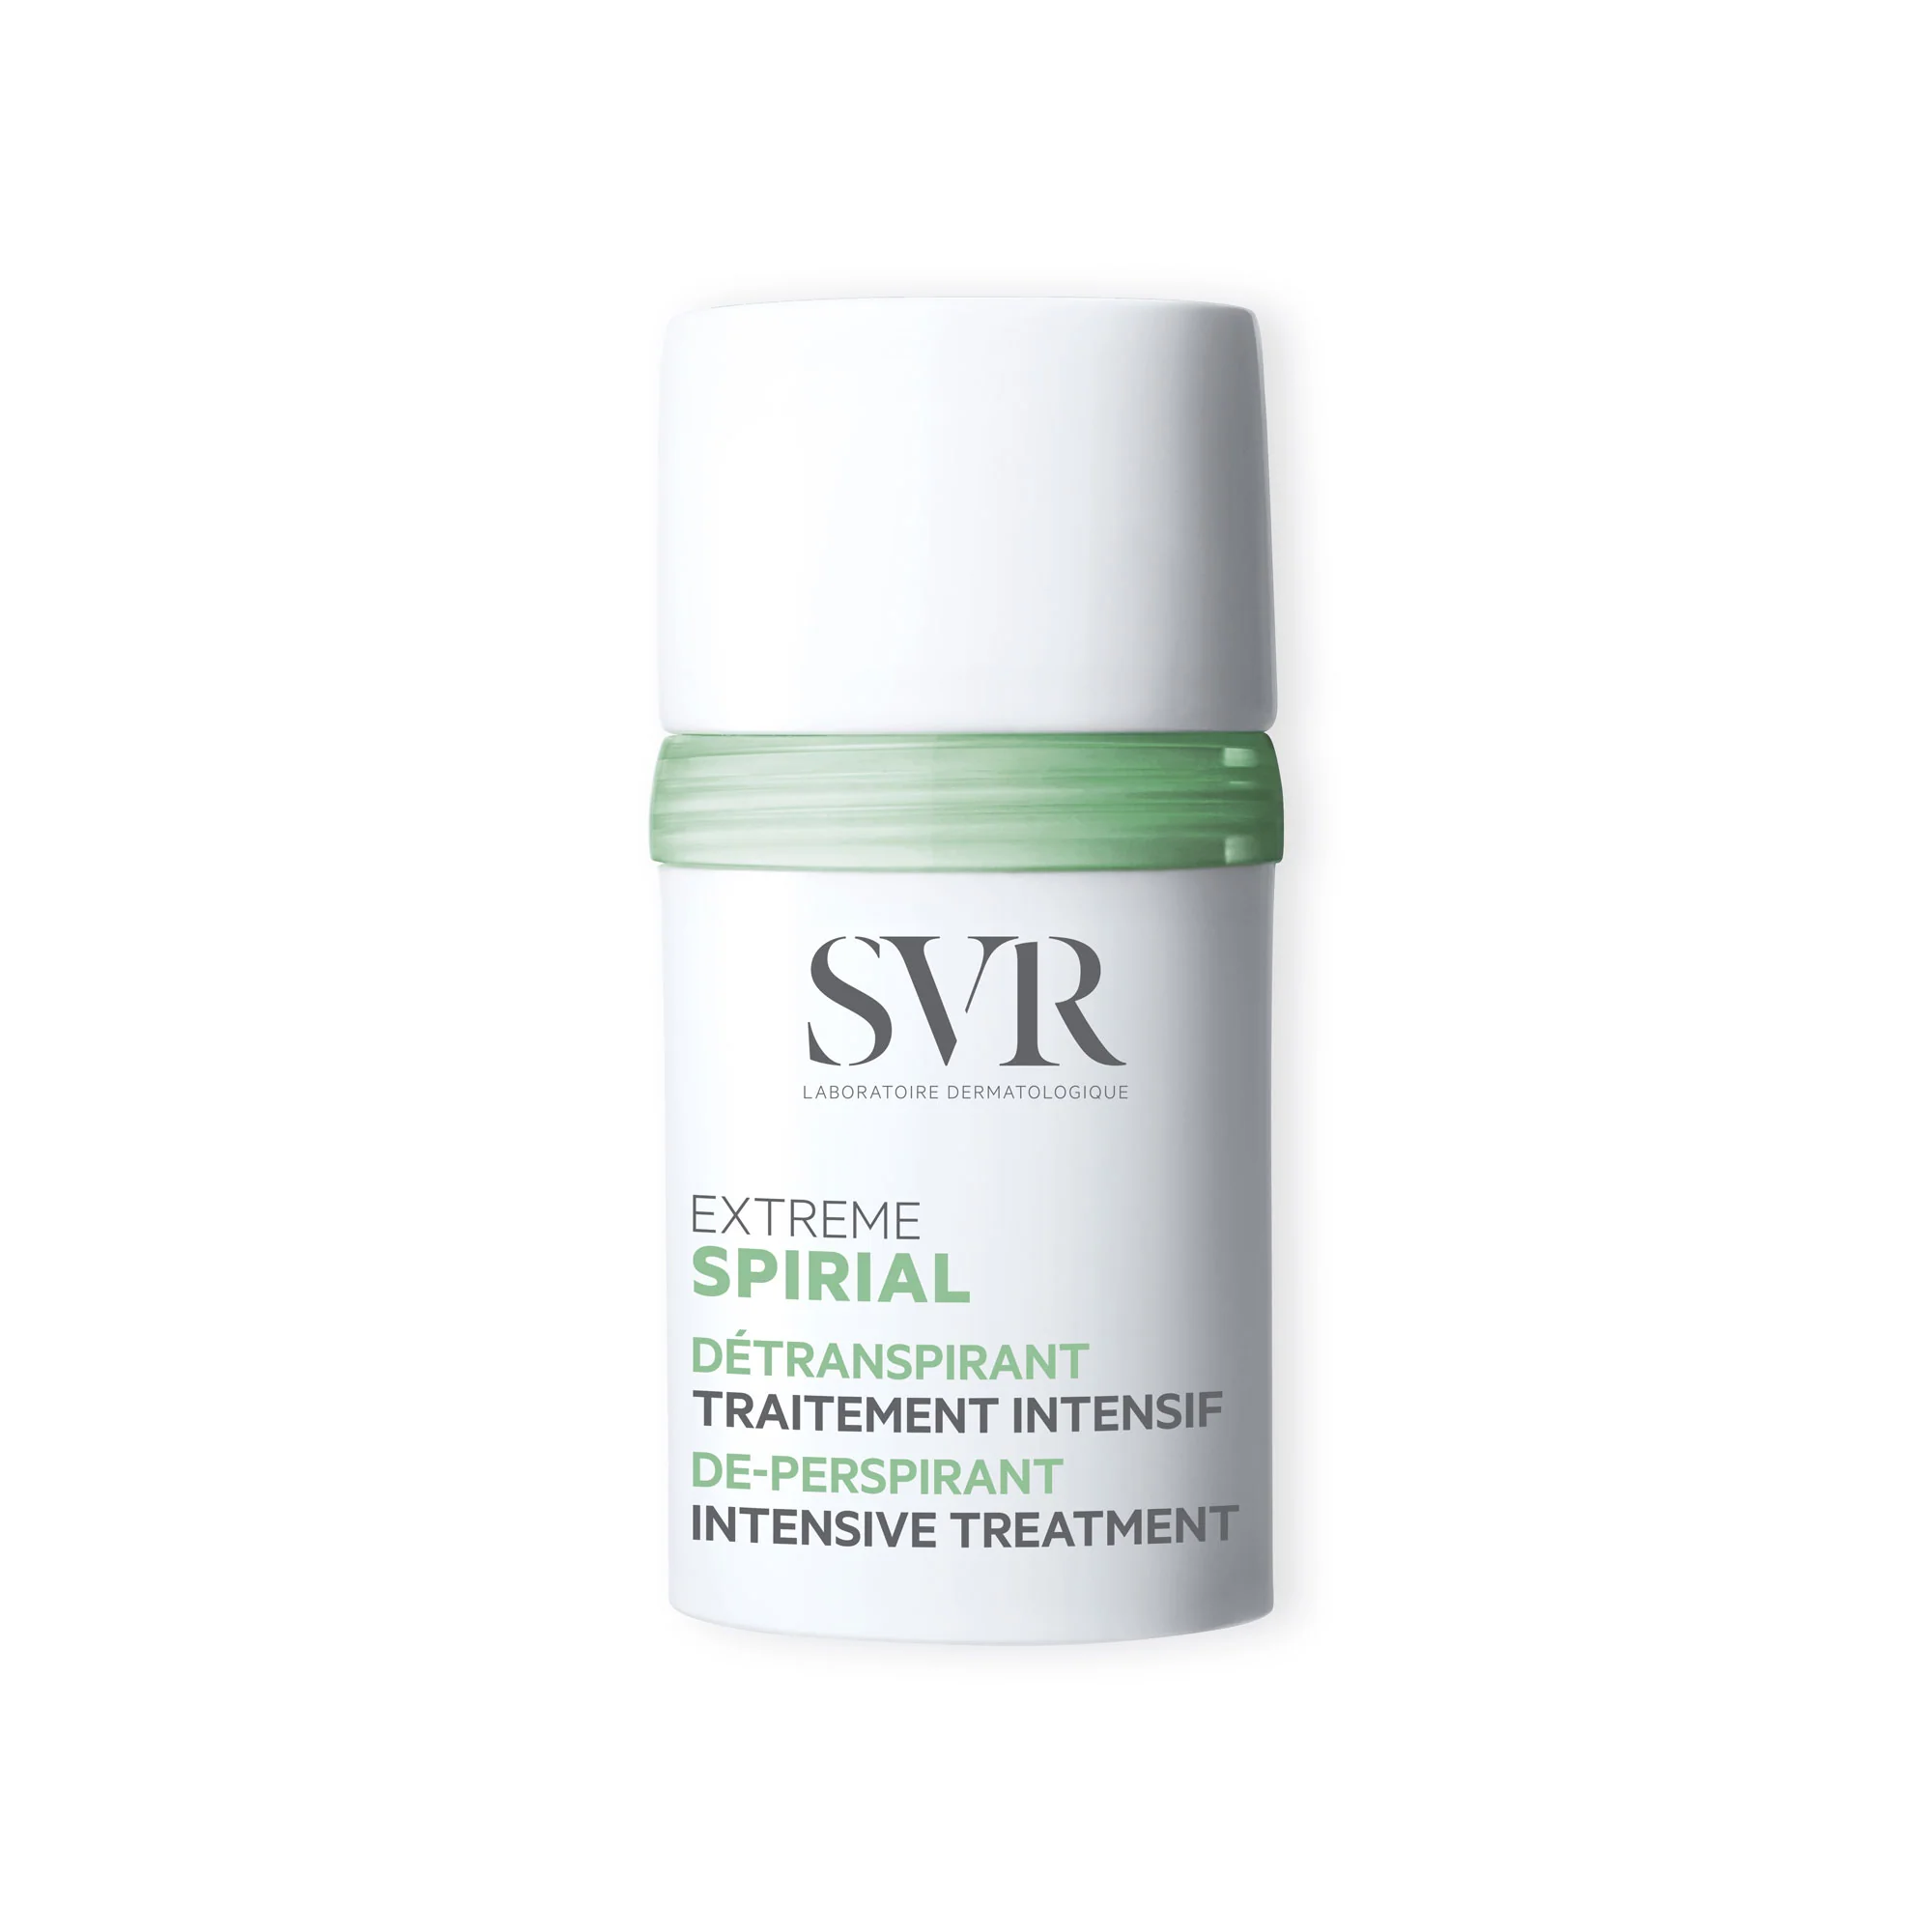 SVR
LABORATOIRE DERMATOLOGIQUE
EXTREME
SPIRIAL
DÉTRANSPIRANT
TRAITEMENT INTENSIF
DE-PERSPIRANT
INTENSIVE TREATMENT